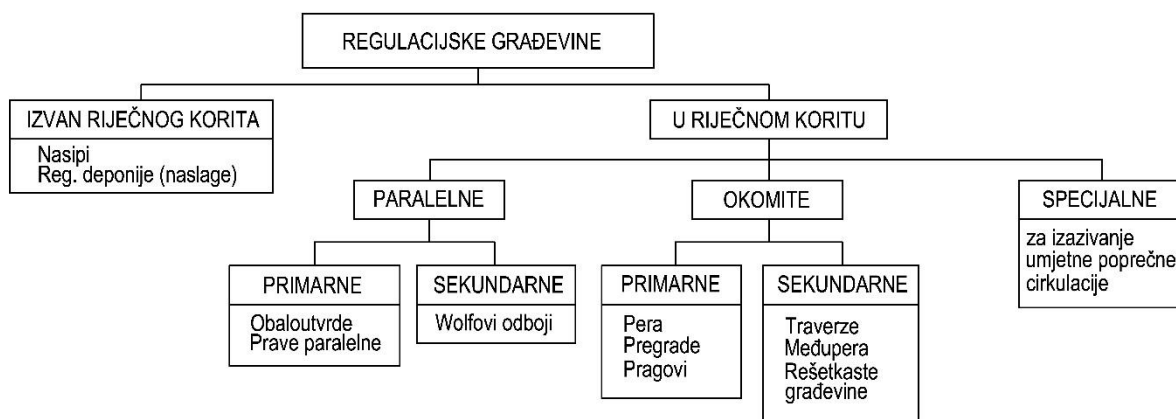 REGULACIJSKE GRAĐEVINE
IZVAN RIJEČNOG KORITA
Nasipi
Reg. deponije (naslage)
U RIJEČNOM KORITU
PARALELNE
OKOMITE
SPECIJALNE
za izazivanje
umjetne poprečne
cirkulacije
PRIMARNE
Obaloutvrde
Prave paralelne
SEKUNDARNE
Wolfovi odboji
PRIMARNE
Pera
Pregrade
Pragovi
SEKUNDARNE
Traverze
Međupera
Rešetkaste
građevine